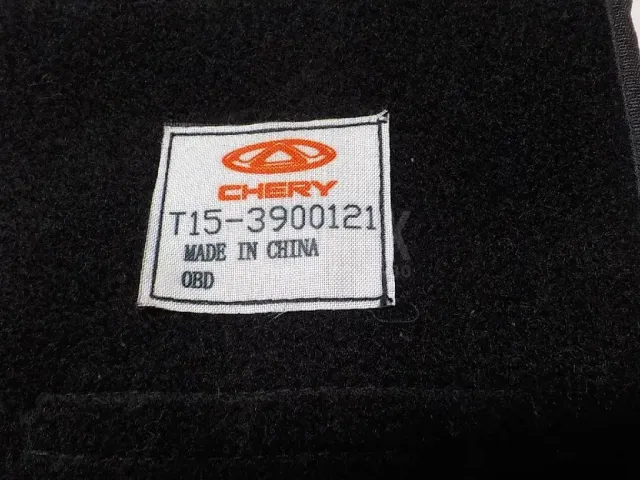 CHERY
T15-3900121
MADE IN CHINA
OBD